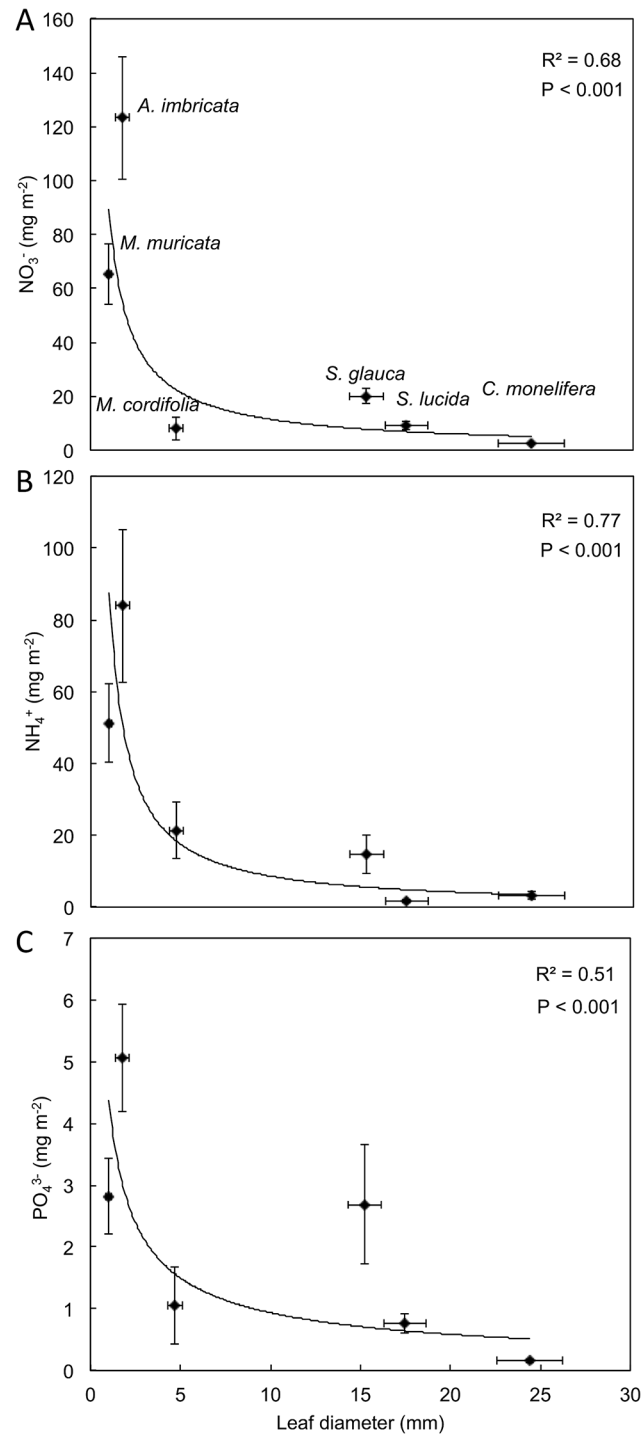 A
160
140
120
100
80
60
40
20
0
NO₃⁻ (mg m⁻²)
R² = 0.68
P < 0.001
A. imbricata
M. muricata
M. cordifolia
S. glauca
S. lucida
C. monelifera
B
120
100
80
60
40
20
0
NH₄⁺ (mg m⁻²)
R² = 0.77
P < 0.001
C
7
6
5
4
3
2
1
0
PO₄³⁻ (mg m⁻²)
R² = 0.51
P < 0.001
0 5 10 15 20 25 30
Leaf diameter (mm)